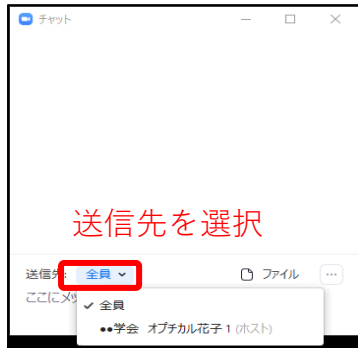 チャット
送信先を選択
送信先: 全員
ファイル
ここにメッ
✓ 全員
●●学会 オプチカル花子 1 (ホスト)